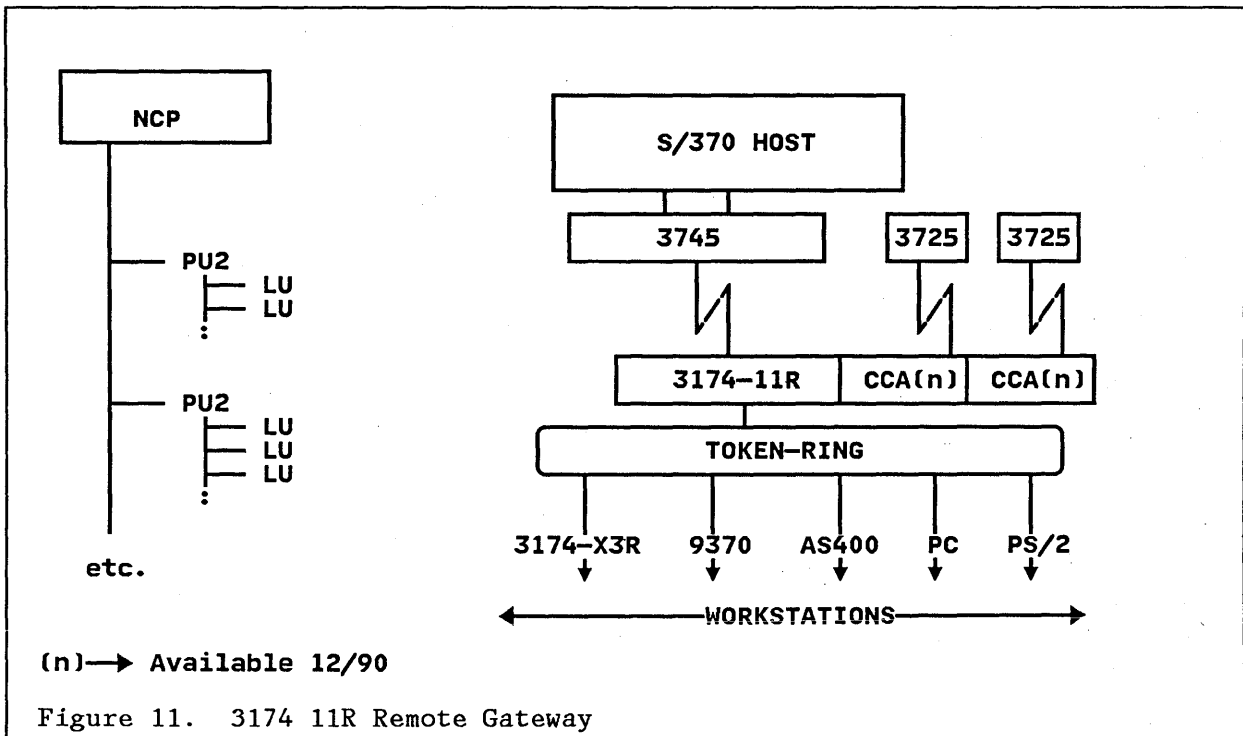 NCP
PU2
LU
LU
PU2
LU
LU
LU
etc.
S/370 HOST
3745
3725
3725
3174-11R
CCA(n)
CCA(n)
TOKEN-RING
3174-X3R
9370
AS400
PC
PS/2
WORKSTATIONS
(n)→ Available 12/90
Figure 11. 3174 11R Remote Gateway